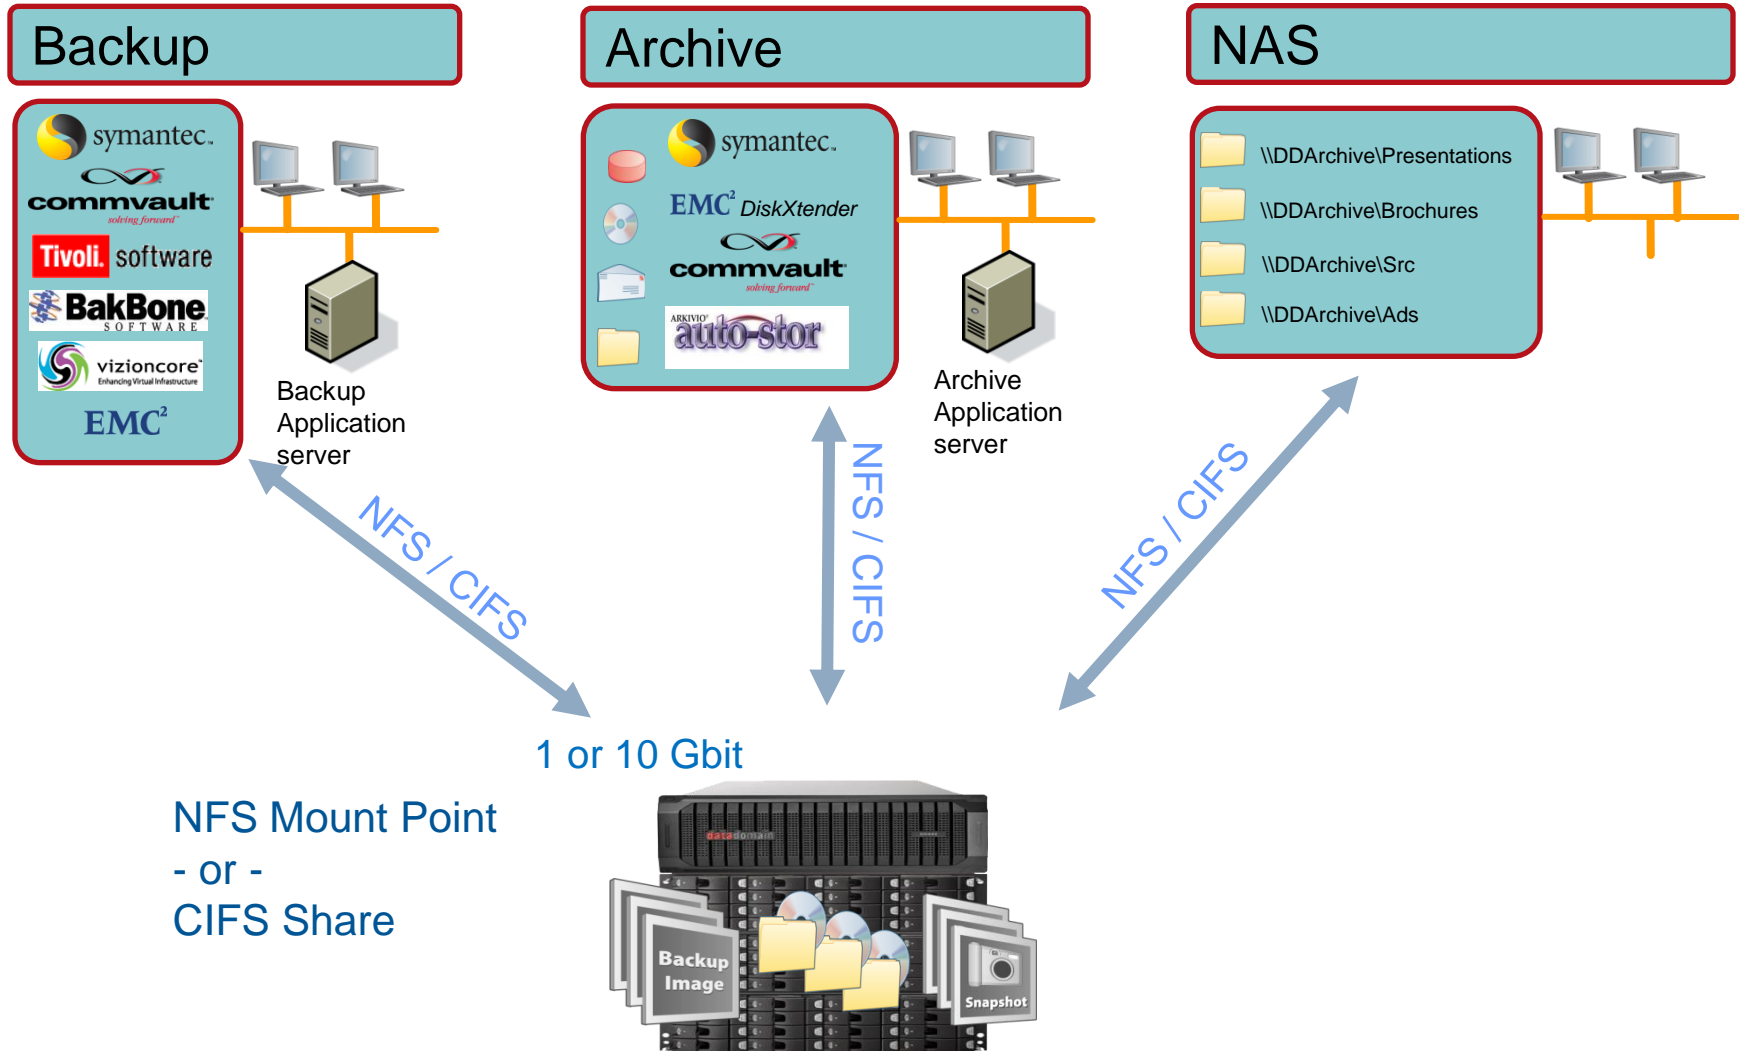 Backup
Archive
NAS
symantec.
commvault
solving forward
Tivoli. software
BakBone
SOFTWARE
vizioncore
Enhancing Virtual Infrastructure
EMC²
Backup
Application
server
symantec.
EMC² DiskXtender
commvault
solving forward
ARKIVIO
auto-stor
Archive
Application
server
\\DDArchive\Presentations
\\DDArchive\Brochures
\\DDArchive\Src
\\DDArchive\Ads
NFS / CIFS
NFS / CIFS
NFS / CIFS
1 or 10 Gbit
NFS Mount Point
- or -
CIFS Share
datadomain
Backup
Image
Snapshot